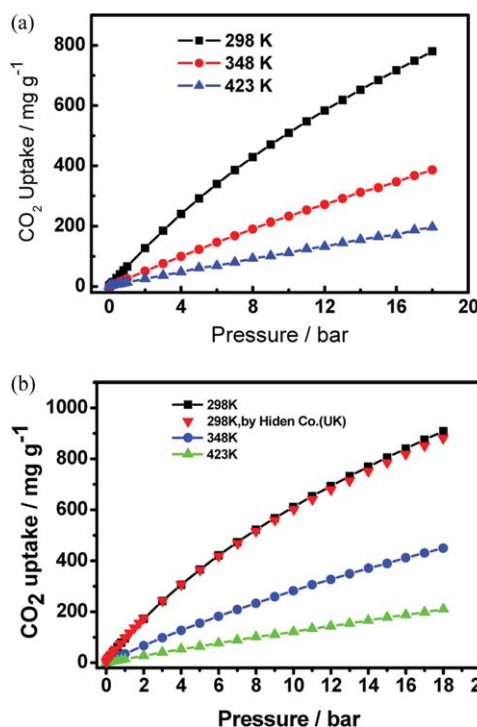 (a)
298 K
348 K
423 K
CO₂ Uptake / mg g⁻¹
800
600
400
200
0
0 4 8 12 16 20
Pressure / bar
(b)
298K
298K,by Hiden Co.(UK)
348K
423K
CO₂ uptake / mg g⁻¹
1000
800
600
400
200
0
0 2 4 6 8 10 12 14 16 18
Pressure / bar